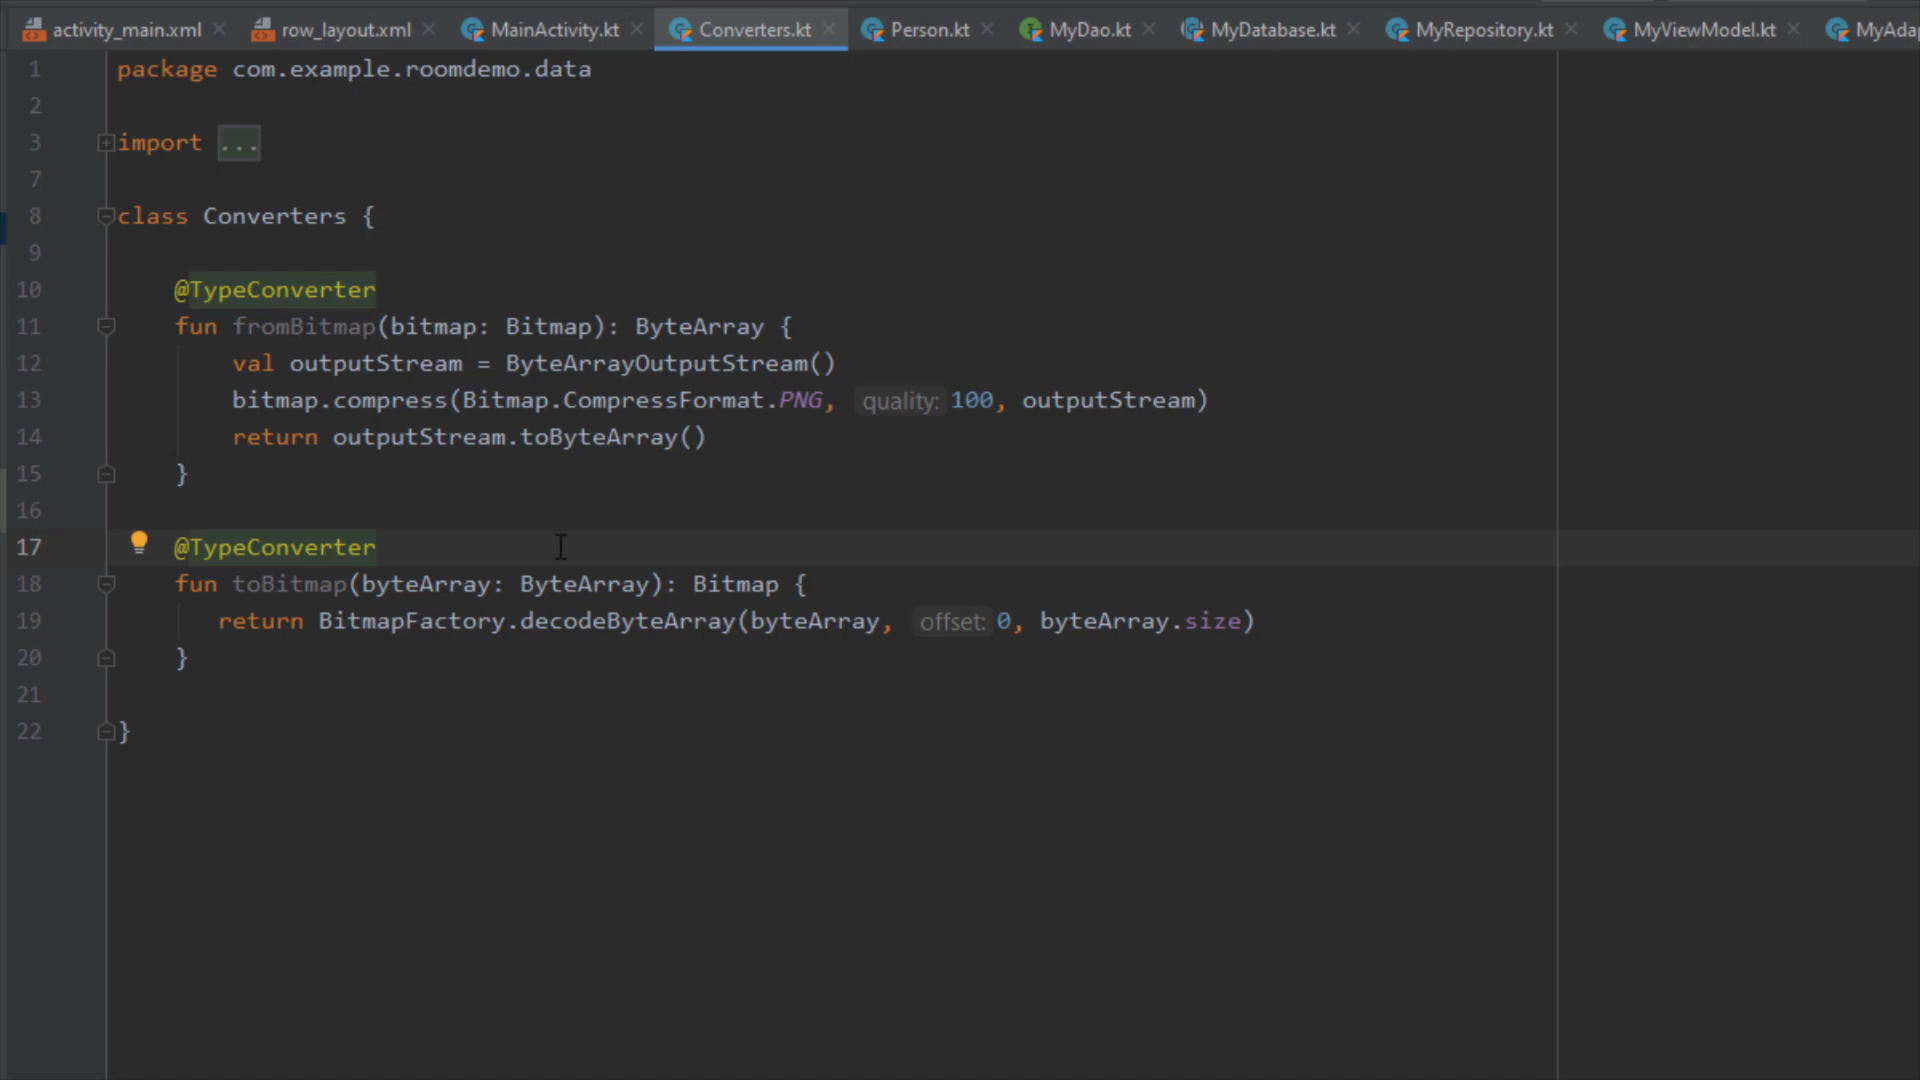 activity_main.xml row_layout.xml MainActivity.kt Converters.kt Person.kt MyDao.kt MyDatabase.kt MyRepository.kt MyViewModel.kt
1 package com.example.roomdemo.data
2
3 import ...
7
8 class Converters {
9
10 @TypeConverter
11 fun fromBitmap(bitmap: Bitmap): ByteArray {
12 val outputStream = ByteArrayOutputStream()
13 bitmap.compress(Bitmap.CompressFormat.PNG, quality: 100, outputStream)
14 return outputStream.toByteArray()
15 }
16
17 @TypeConverter
18 fun toBitmap(byteArray: ByteArray): Bitmap {
19 return BitmapFactory.decodeByteArray(byteArray, offset: 0, byteArray.size)
20 }
21
22 }